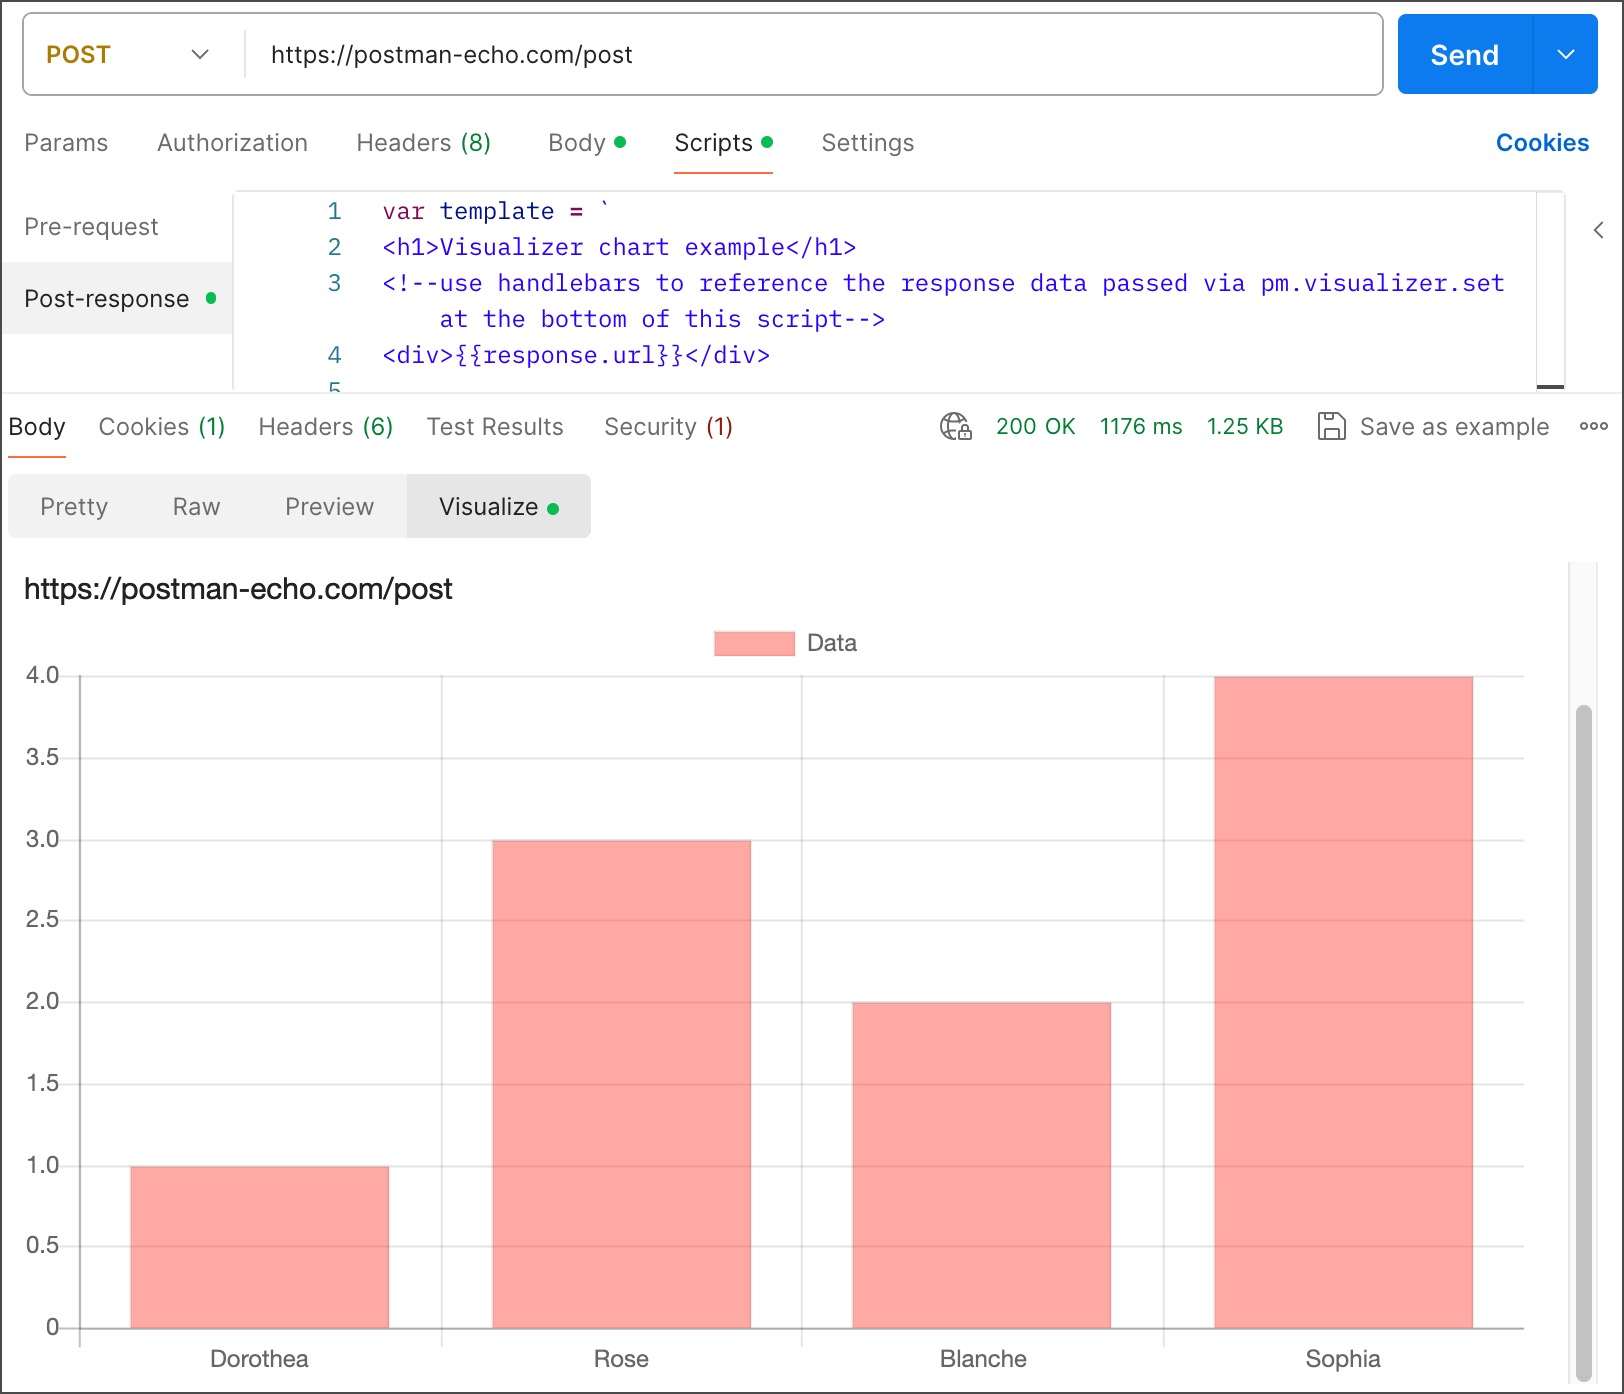 POST https://postman-echo.com/post Send
Params Authorization Headers (8) Body Scripts Settings Cookies
Pre-request
Post-response
1 var template = `
2 <h1>Visualizer chart example</h1>
3 <!--use handlebars to reference the response data passed via pm.visualizer.set
at the bottom of this script-->
4 <div>{{response.url}}</div>
5
Body Cookies (1) Headers (6) Test Results Security (1) 200 OK 1176 ms 1.25 KB Save as example
Pretty Raw Preview Visualize
https://postman-echo.com/post
Data
4.0
3.5
3.0
2.5
2.0
1.5
1.0
0.5
0
Dorothea Rose Blanche Sophia